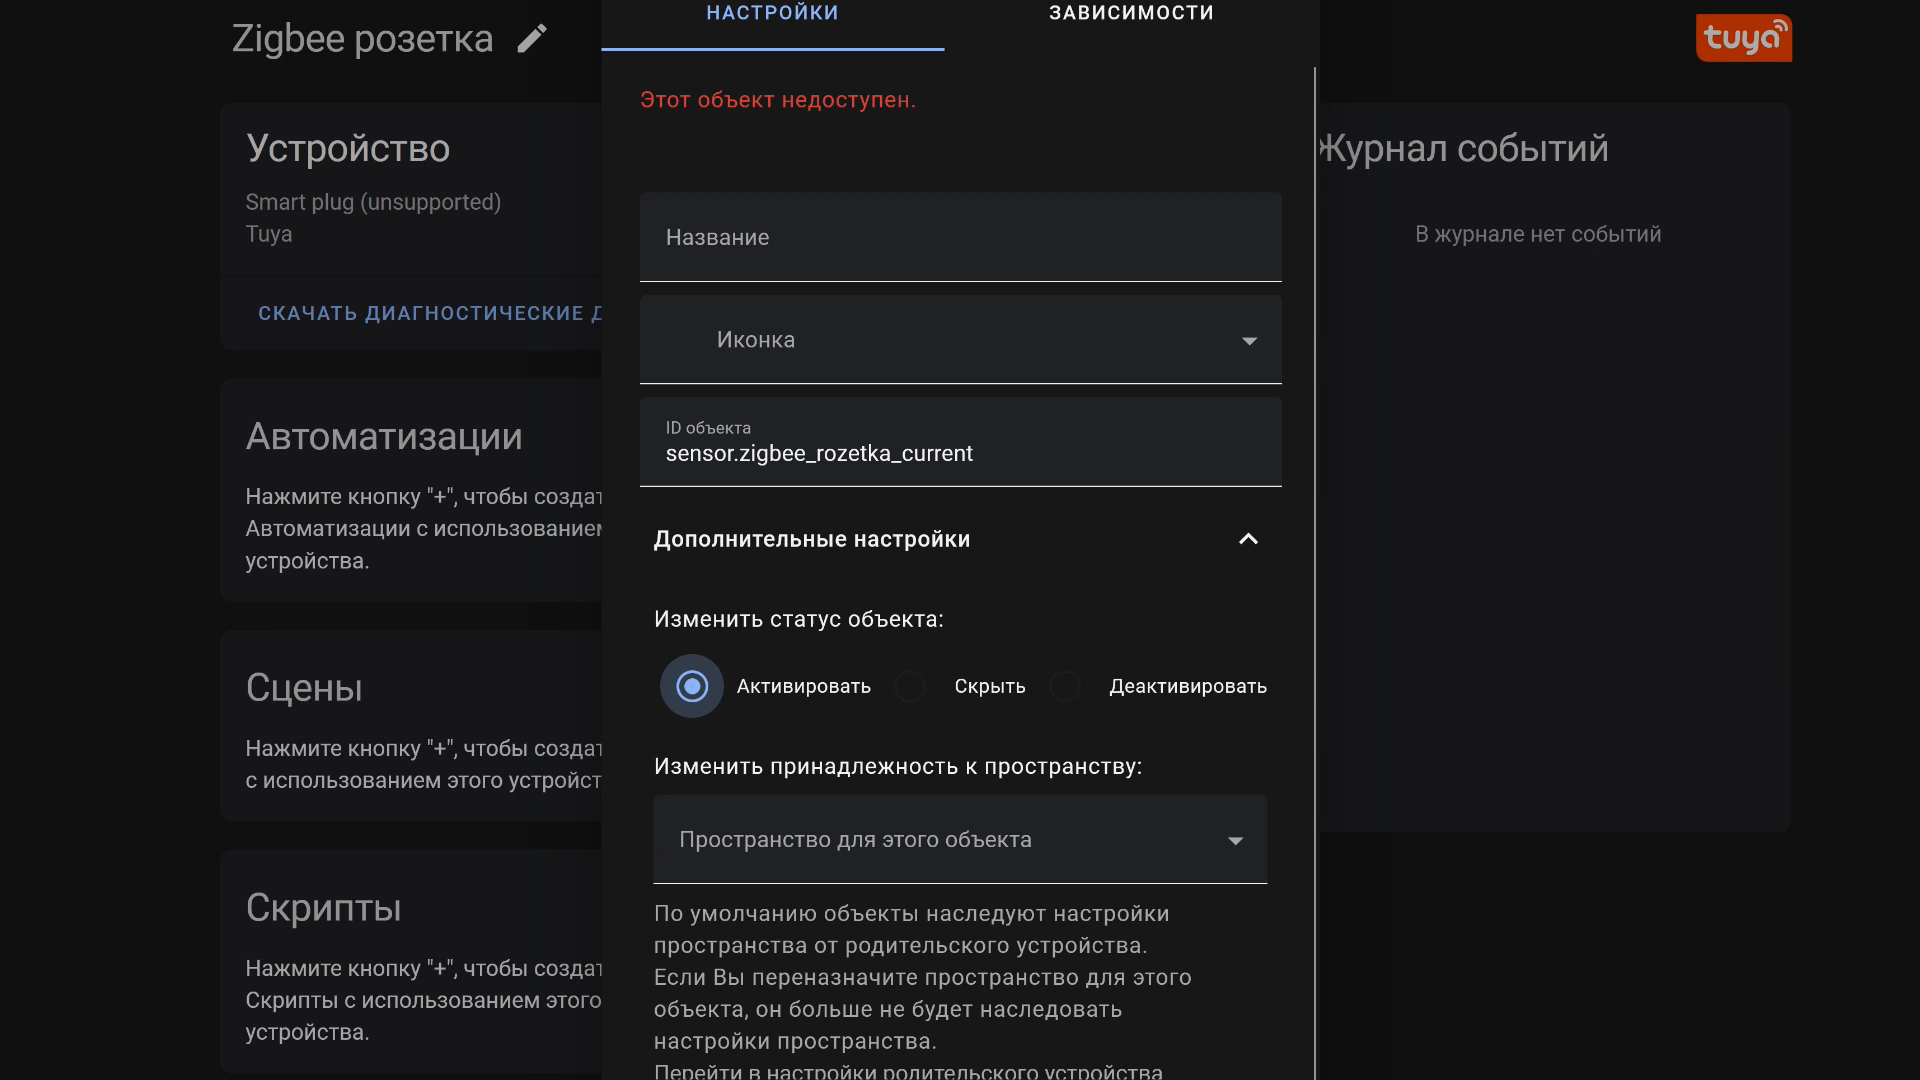 НАСТРОЙКИ
ЗАВИСИМОСТИ
Zigbee розетка
tuya
Этот объект недоступен.
Устройство
Smart plug (unsupported)
Tuya
СКАЧАТЬ ДИАГНОСТИЧЕСКИЕ Д
Автоматизации
Нажмите кнопку "+", чтобы создат
Автоматизации с использование
устройства.
Сцены
Нажмите кнопку "+", чтобы создат
с использованием этого устройст
Скрипты
Нажмите кнопку "+", чтобы создат
Скрипты с использованием этого
устройства.
Название
Иконка
ID объекта
sensor.zigbee_rozetka_current
Дополнительные настройки
Изменить статус объекта:
Активировать
Скрыть
Деактивировать
Изменить принадлежность к пространству:
Пространство для этого объекта
По умолчанию объекты наследуют настройки
пространства от родительского устройства.
Если Вы переназначите пространство для этого
объекта, он больше не будет наследовать
настройки пространства.
Перейти в настройки родительского устройства
Журнал событий
В журнале нет событий